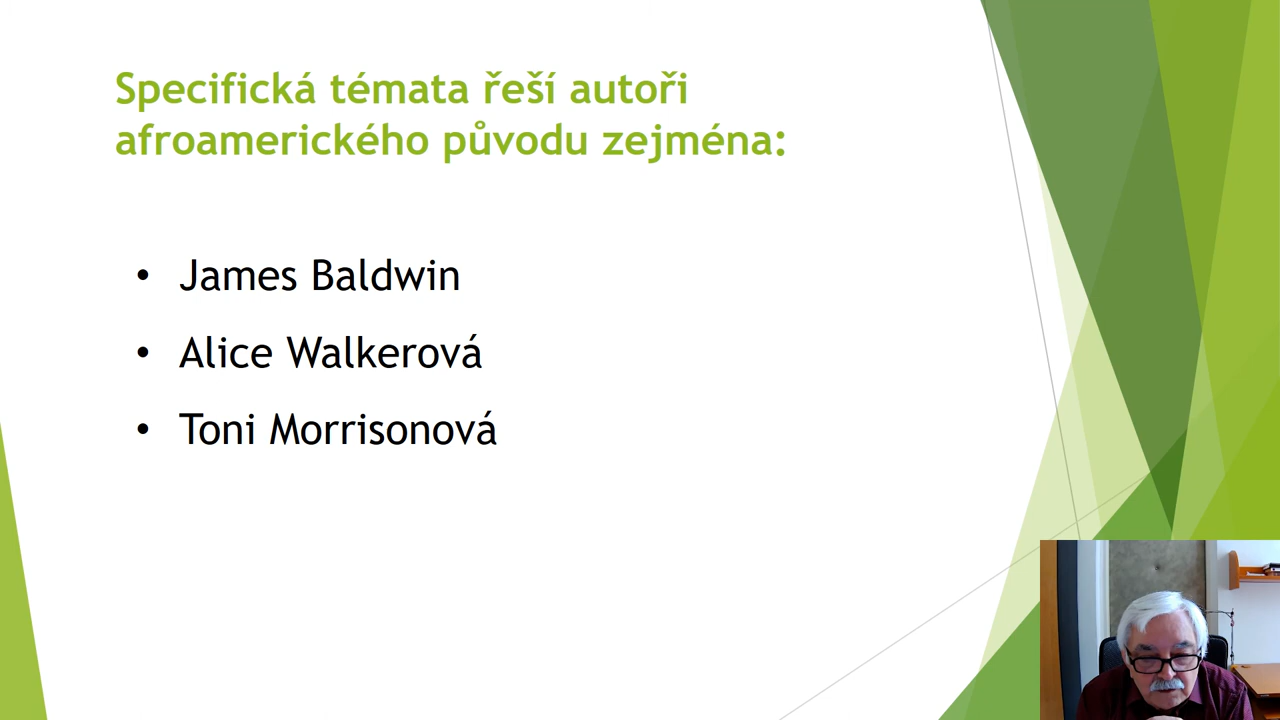 Specifická témata řeší autoři
afroamerického původu zejména:
• James Baldwin
• Alice Walkerová
• Toni Morrisonová